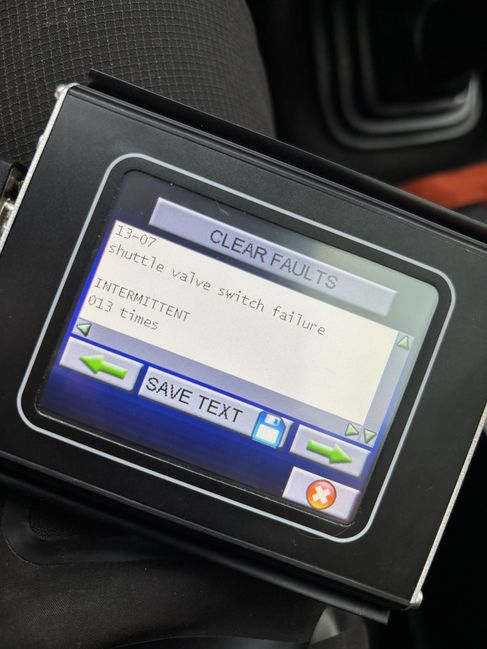 CLEAR FAULTS
13-07
shuttle valve switch failure
INTERMITTENT
013 times
SAVE TEXT